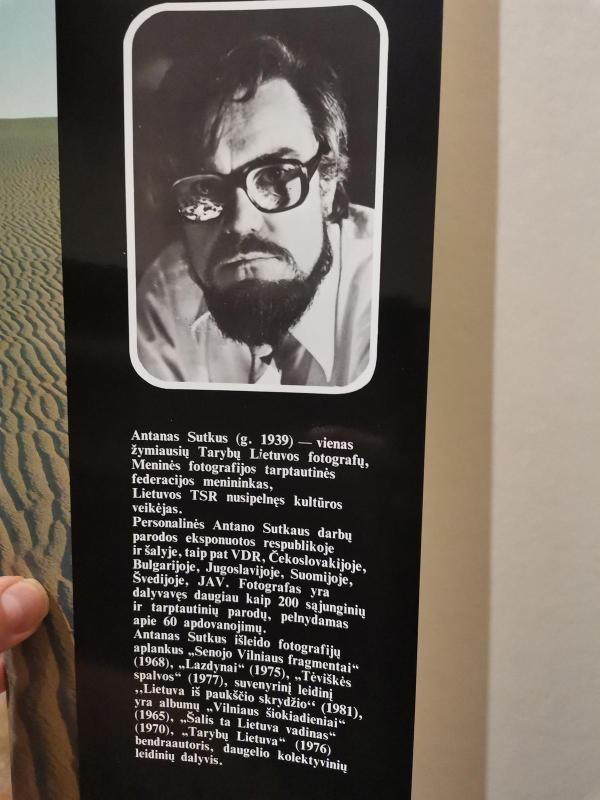 Antanas Sutkus (g. 1939) — vienas
žymiausių Tarybų Lietuvos fotografų,
Meninės fotografijos tarptautinės
federacijos menininkas,
Lietuvos TSR nusipelnęs kultūros
veikėjas.
Personalinės Antano Sutkaus darbų
parodos eksponuotos respublikoje
ir šalyje, taip pat VDR, Čekoslovakijoje,
Bulgarijoje, Jugoslavijoje, Suomijoje,
Švedijoje, JAV. Fotografas yra
dalyvavęs daugiau kaip 200 sąjunginių
ir tarptautinių parodų, pelnydamas
apie 60 apdovanojimų.
Antanas Sutkus išleido fotografijų
aplankus „Senojo Vilniaus fragmentai“
(1968), „Lazdynai“ (1975), „Tėviškės
spalvos“ (1977), suvenyrinį leidinį
,,Lietuva iš paukščio skrydžio“ (1981),
yra albumų „Vilniaus šiokiadieniai“
(1965), „Šalis ta Lietuva vadinas“
(1970), „Tarybų Lietuva“ (1976)
bendraautoris, daugelio kolektyvinių
leidinių dalyvis.